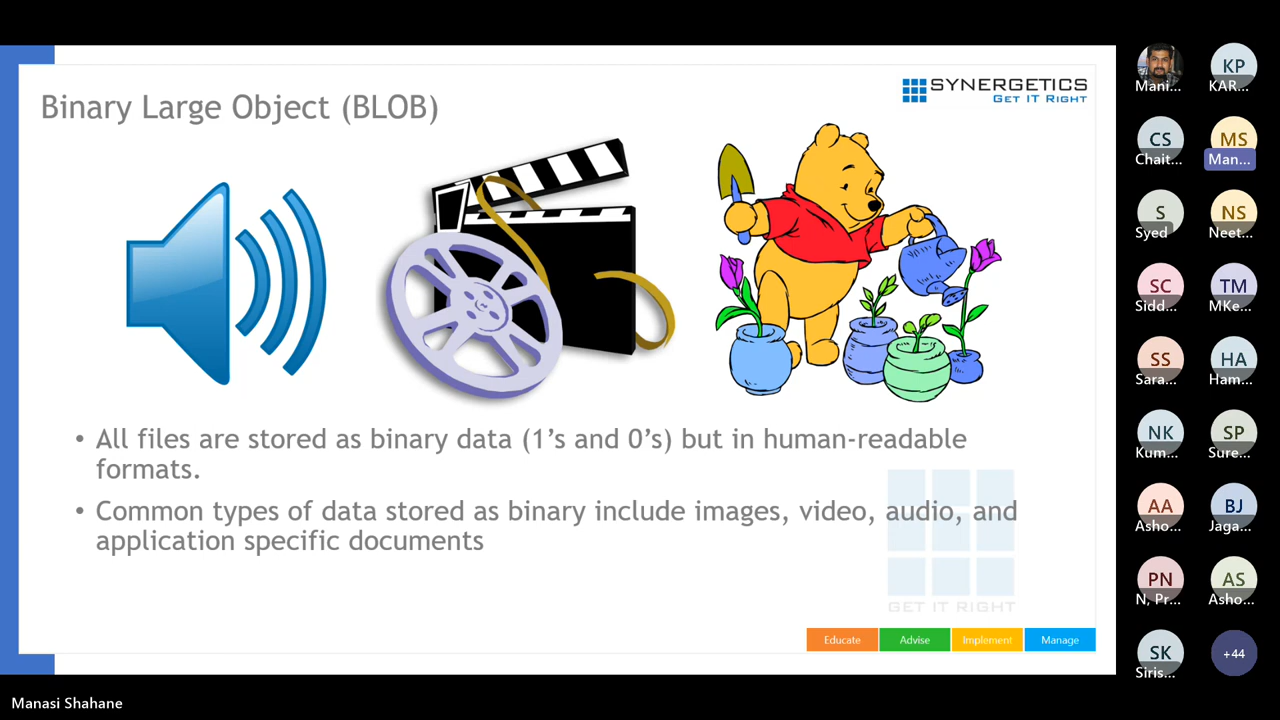 Binary Large Object (BLOB)
SYNERGETICS
GET IT RIGHT
• All files are stored as binary data (1's and 0's) but in human-readable
formats.
• Common types of data stored as binary include images, video, audio, and
application specific documents
GET IT RIGHT
Educate Advise Implement Manage
Manasi Shahane
Mani...
KP
KAR...
CS
Chait...
MS
Man...
S
Syed
NS
Neet...
SC
Sidd...
TM
MKe...
SS
Sara...
HA
Ham...
NK
Kum...
SP
Sure...
AA
Asho...
BJ
Jaga...
PN
N, Pr...
AS
Asho...
SK
Siris...
+44